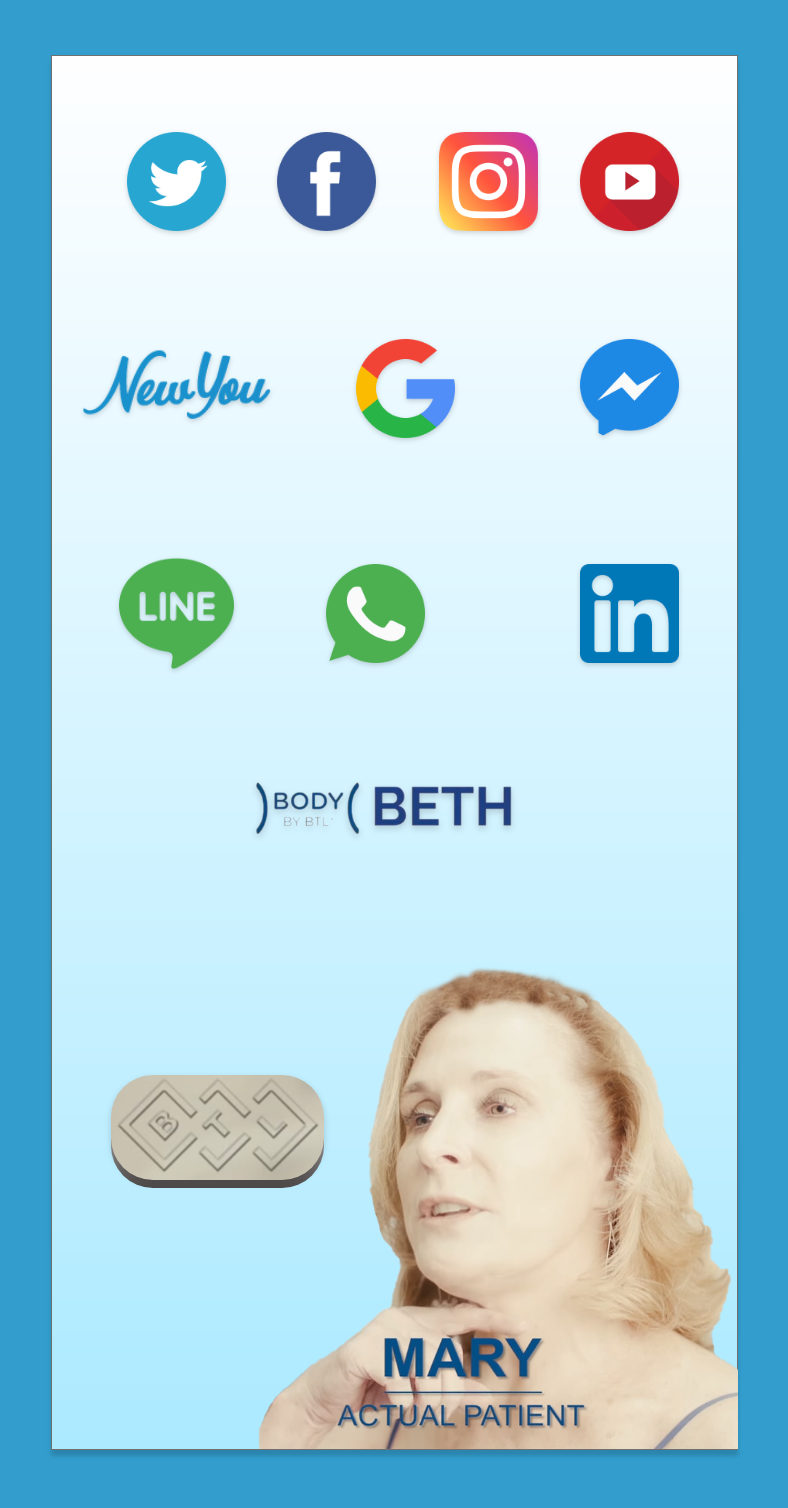 f
NewYou
G
LINE
in
BODY
BY BTL
BETH
BTL
MARY
ACTUAL PATIENT